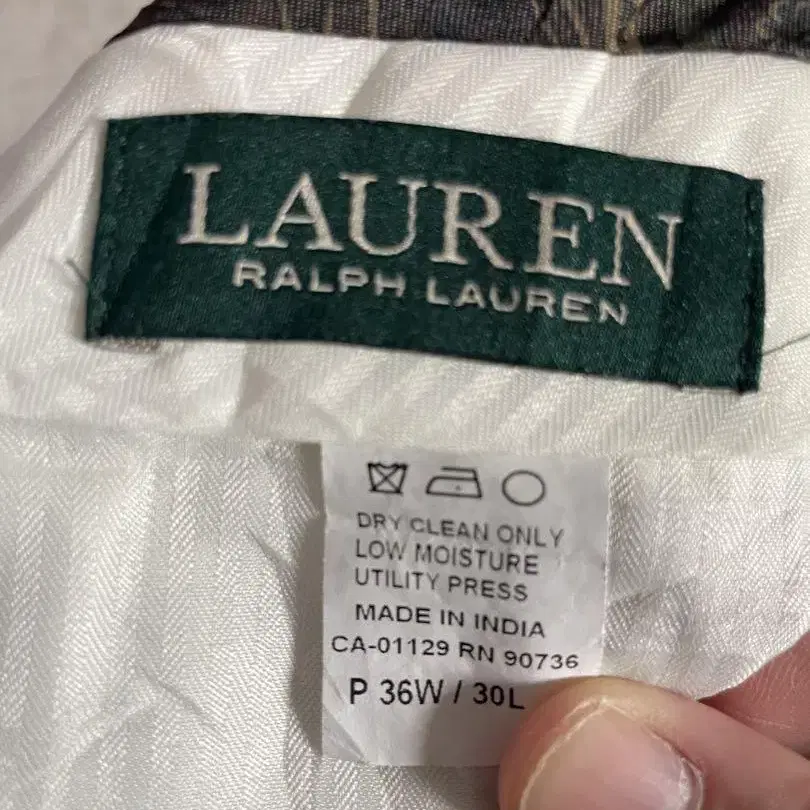 LAUREN
RALPH LAUREN
DRY CLEAN ONLY
LOW MOISTURE
UTILITY PRESS
MADE IN INDIA
CA-01129 RN 90736
P 36W / 30L